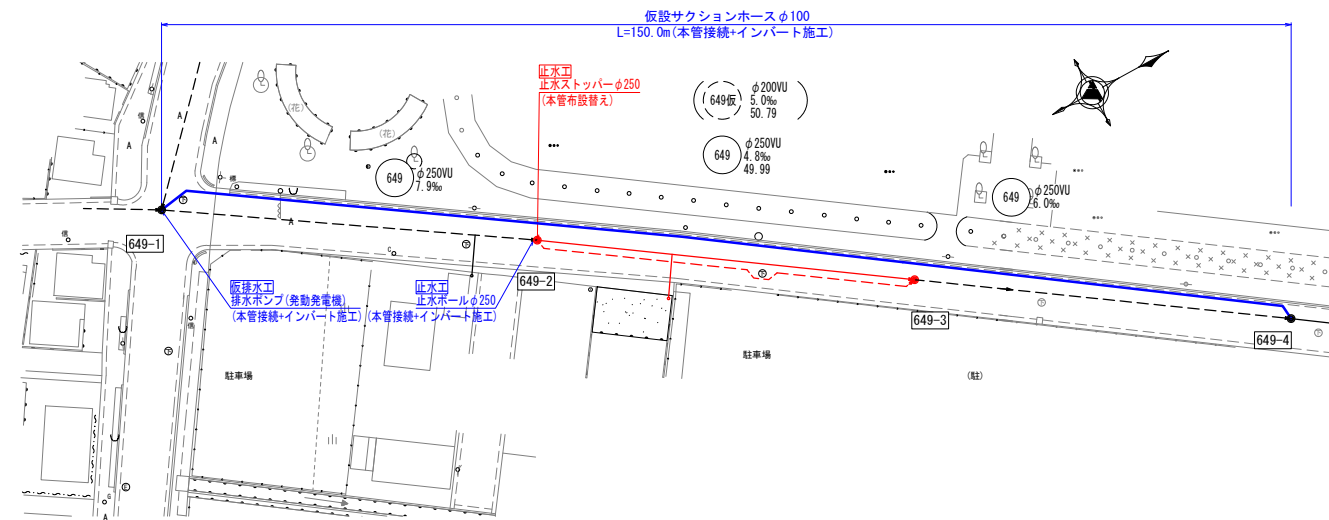 仮設サクションホースφ100
L=150.0m(本管接続+インバート施工)
止水工
止水ストッパーφ250
(本管布設替え)
649仮
φ200VU
5.0‰
50.79
649
φ250VU
4.8‰
49.99
649
φ250VU
7.9‰
649
φ250VU
6.0‰
(花)
(花)
A
A
A
A
A
649-1
649-2
649-3
649-4
仮排水工
排水ポンプ(発動発電機)
(本管接続+インバート施工)
止水工
止水ボールφ250
(本管接続+インバート施工)
駐車場
駐車場
(駐)
C
G